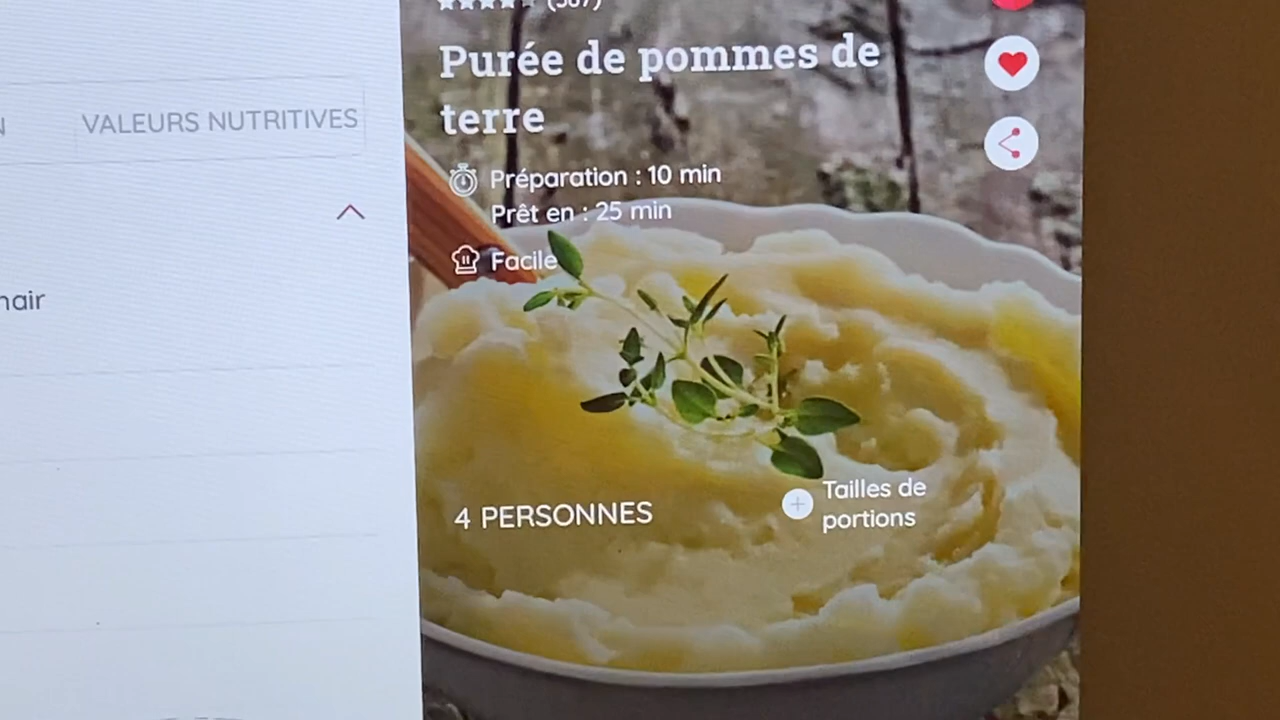 VALEURS NUTRITIVES
hair
Purée de pommes de
terre
Préparation : 10 min
Prêt en : 25 min
Facile
4 PERSONNES
Tailles de
portions